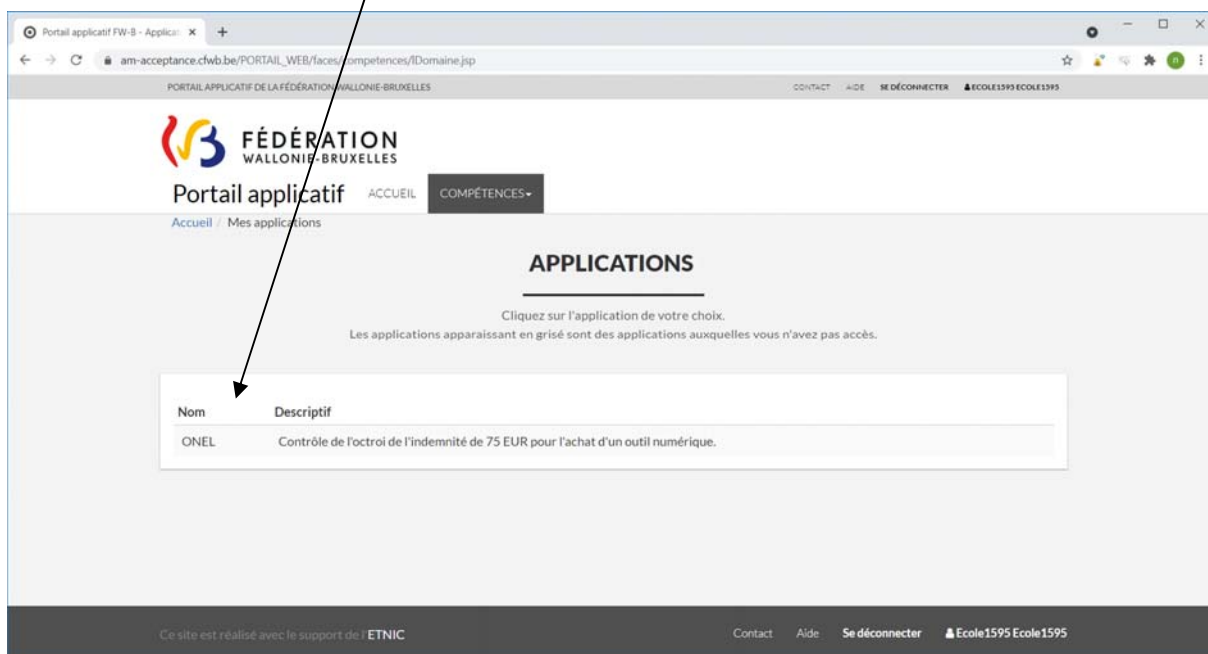 Portail applicatif FW-B - Applica
am-acceptance.cfwb.be/PORTAIL_WEB/faces/competences/lDomaine.jsp
n
PORTAIL APPLICATIF DE LA FÉDÉRATION WALLONIE-BRUXELLES CONTACT AIDE SE DÉCONNECTER ECOLE1595 ECOLE1595
FÉDÉRATION
WALLONIE-BRUXELLES
Portail applicatif ACCUEIL COMPÉTENCES
Accueil / Mes applications
APPLICATIONS
Cliquez sur l'application de votre choix.
Les applications apparaissant en grisé sont des applications auxquelles vous n'avez pas accès.
Nom Descriptif
ONEL Contrôle de l'octroi de l'indemnité de 75 EUR pour l'achat d'un outil numérique.
Ce site est réalisé avec le support de l'ETNIC Contact Aide Se déconnecter Ecole1595 Ecole1595